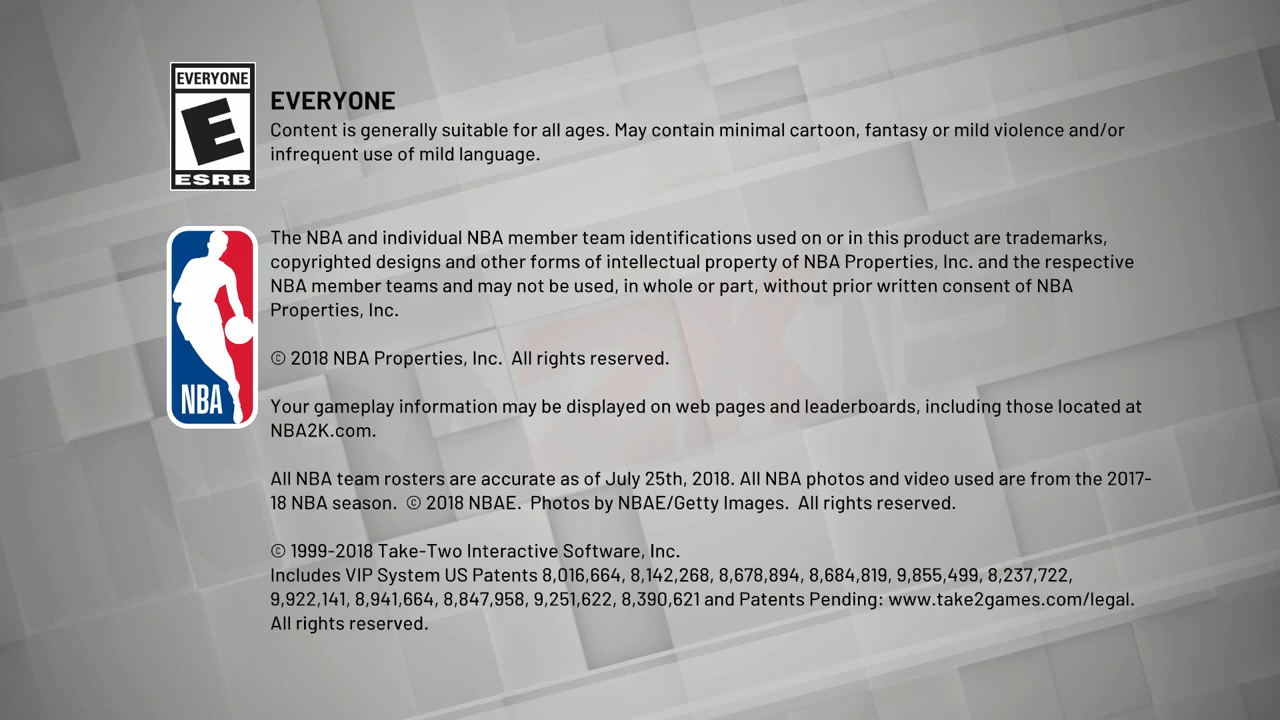 EVERYONE
E
ESRB
EVERYONE
Content is generally suitable for all ages. May contain minimal cartoon, fantasy or mild violence and/or
infrequent use of mild language.
NBA
The NBA and individual NBA member team identifications used on or in this product are trademarks,
copyrighted designs and other forms of intellectual property of NBA Properties, Inc. and the respective
NBA member teams and may not be used, in whole or part, without prior written consent of NBA
Properties, Inc.
© 2018 NBA Properties, Inc.  All rights reserved.
Your gameplay information may be displayed on web pages and leaderboards, including those located at
NBA2K.com.
All NBA team rosters are accurate as of July 25th, 2018. All NBA photos and video used are from the 2017-
18 NBA season.  © 2018 NBAE.  Photos by NBAE/Getty Images.  All rights reserved.
© 1999-2018 Take-Two Interactive Software, Inc.
Includes VIP System US Patents 8,016,664, 8,142,268, 8,678,894, 8,684,819, 9,855,499, 8,237,722,
9,922,141, 8,941,664, 8,847,958, 9,251,622, 8,390,621 and Patents Pending: www.take2games.com/legal.
All rights reserved.
NBA 2K19